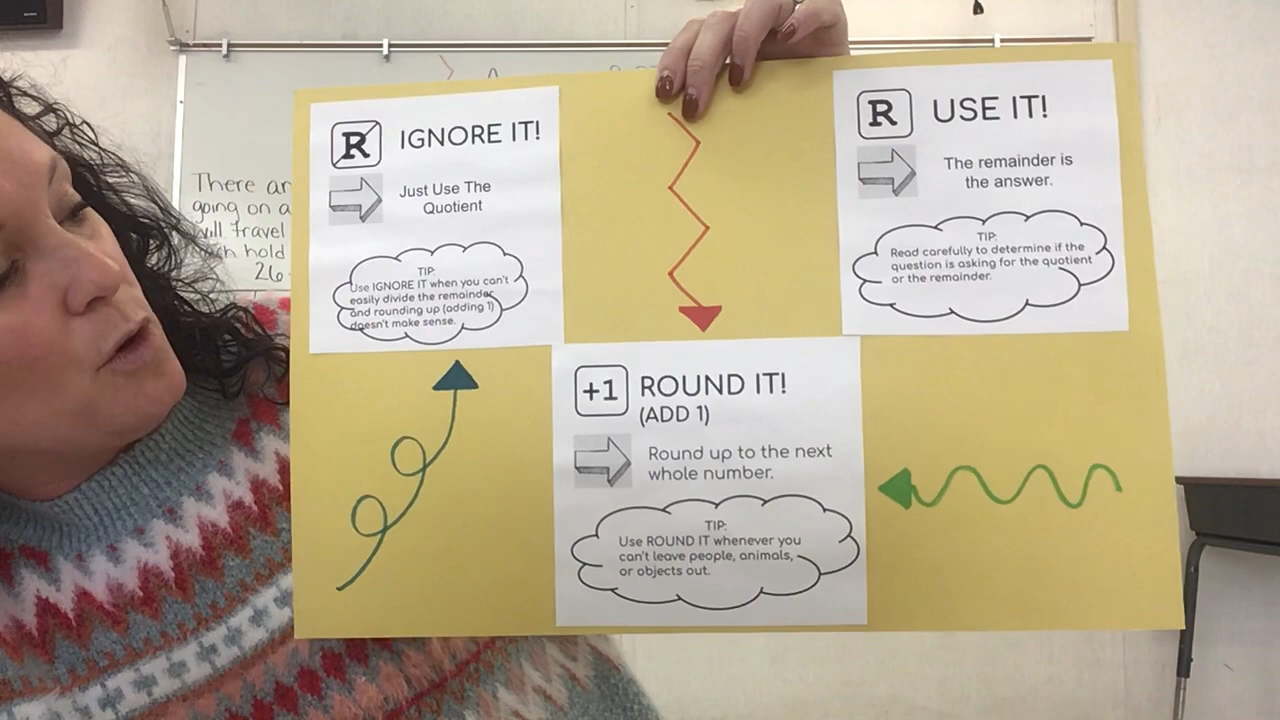 There ar
going on a
will travel
each hold
26
R IGNORE IT!
Just Use The
Quotient
TIP:
Use IGNORE IT when you can't
easily divide the remainder
and rounding up (adding 1)
doesn't make sense.
R USE IT!
The remainder is
the answer.
TIP:
Read carefully to determine if the
question is asking for the quotient
or the remainder.
+1 ROUND IT!
(ADD 1)
Round up to the next
whole number.
TIP:
Use ROUND IT whenever you
can't leave people, animals,
or objects out.